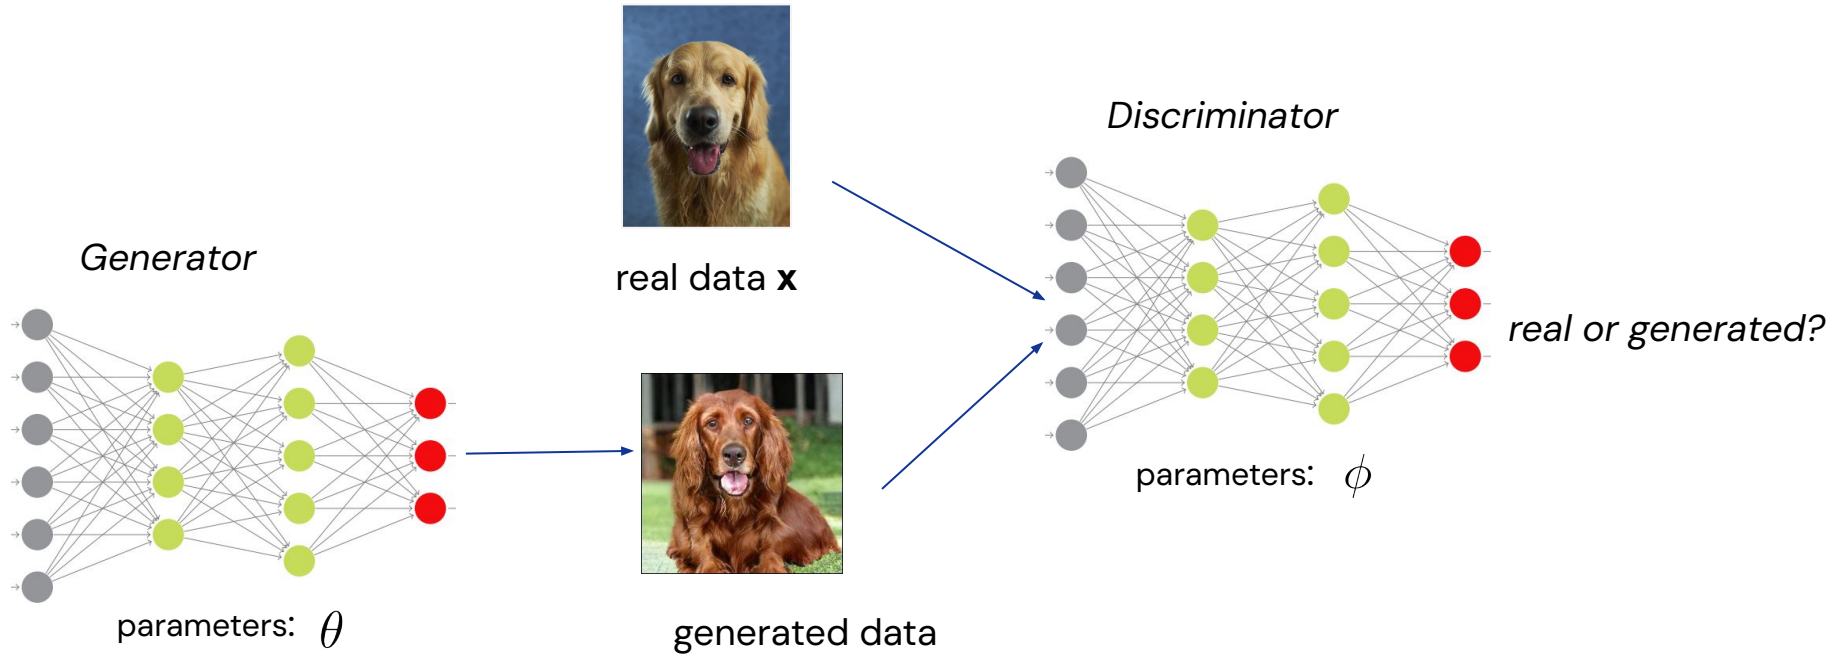 Generator
parameters: θ
real data x
generated data
Discriminator
parameters: ϕ
real or generated?